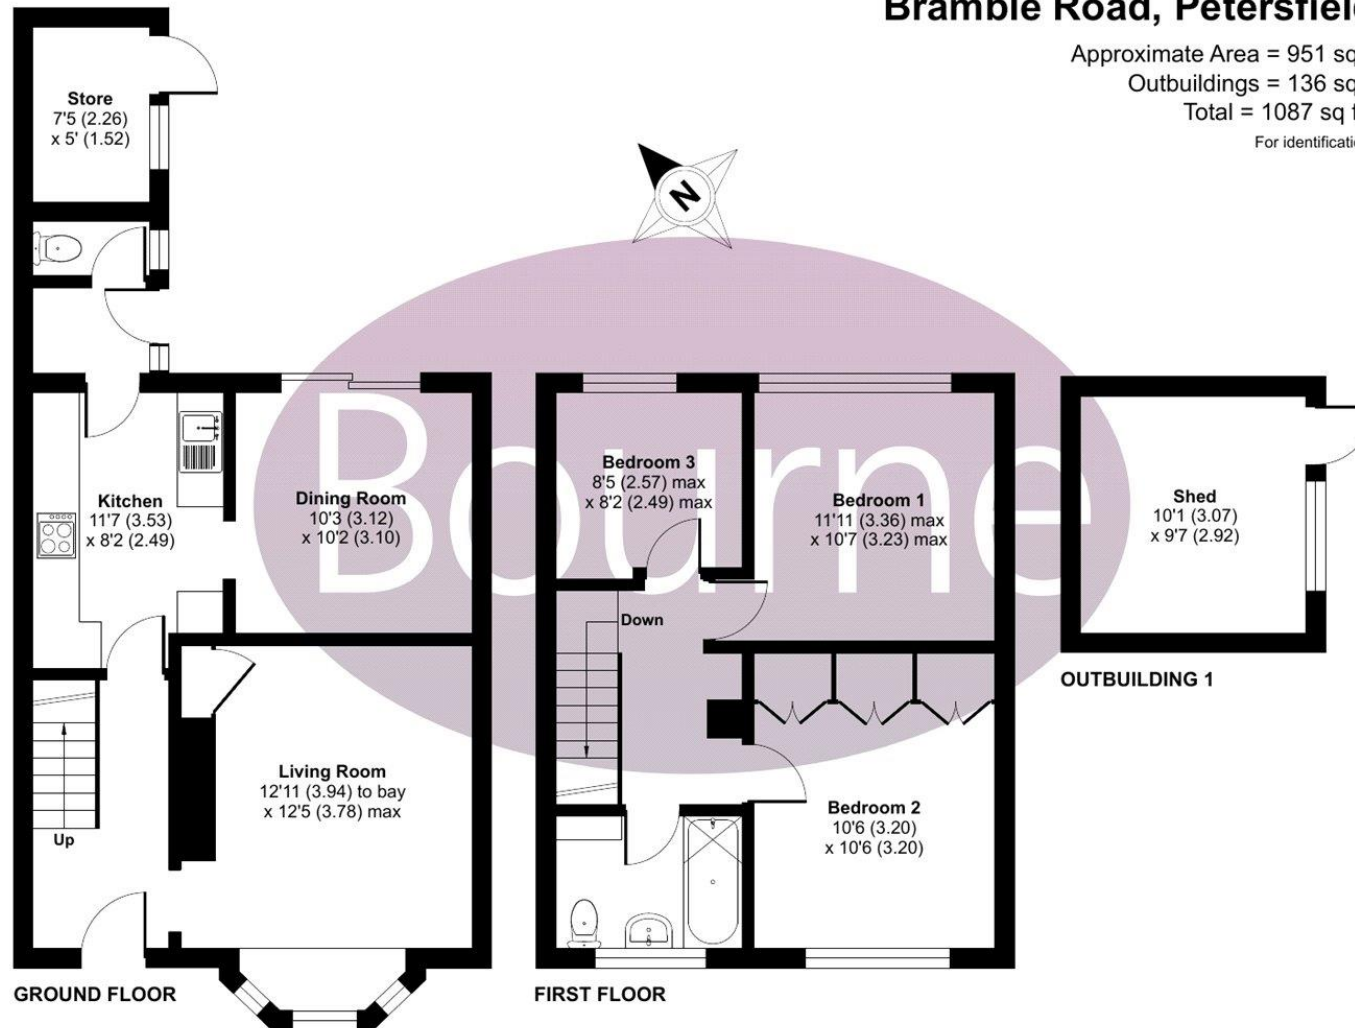 Bramble Road, Petersfield
Approximate Area = 951 sq
Outbuildings = 136 sq
Total = 1087 sq f
For identificatio
Store
7'5 (2.26)
x 5' (1.52)
N
Bourne
Kitchen
11'7 (3.53)
x 8'2 (2.49)
Dining Room
10'3 (3.12)
x 10'2 (3.10)
Living Room
12'11 (3.94) to bay
x 12'5 (3.78) max
Up
GROUND FLOOR
Bedroom 3
8'5 (2.57) max
x 8'2 (2.49) max
Bedroom 1
11'11 (3.36) max
x 10'7 (3.23) max
Down
Bedroom 2
10'6 (3.20)
x 10'6 (3.20)
FIRST FLOOR
Shed
10'1 (3.07)
x 9'7 (2.92)
OUTBUILDING 1